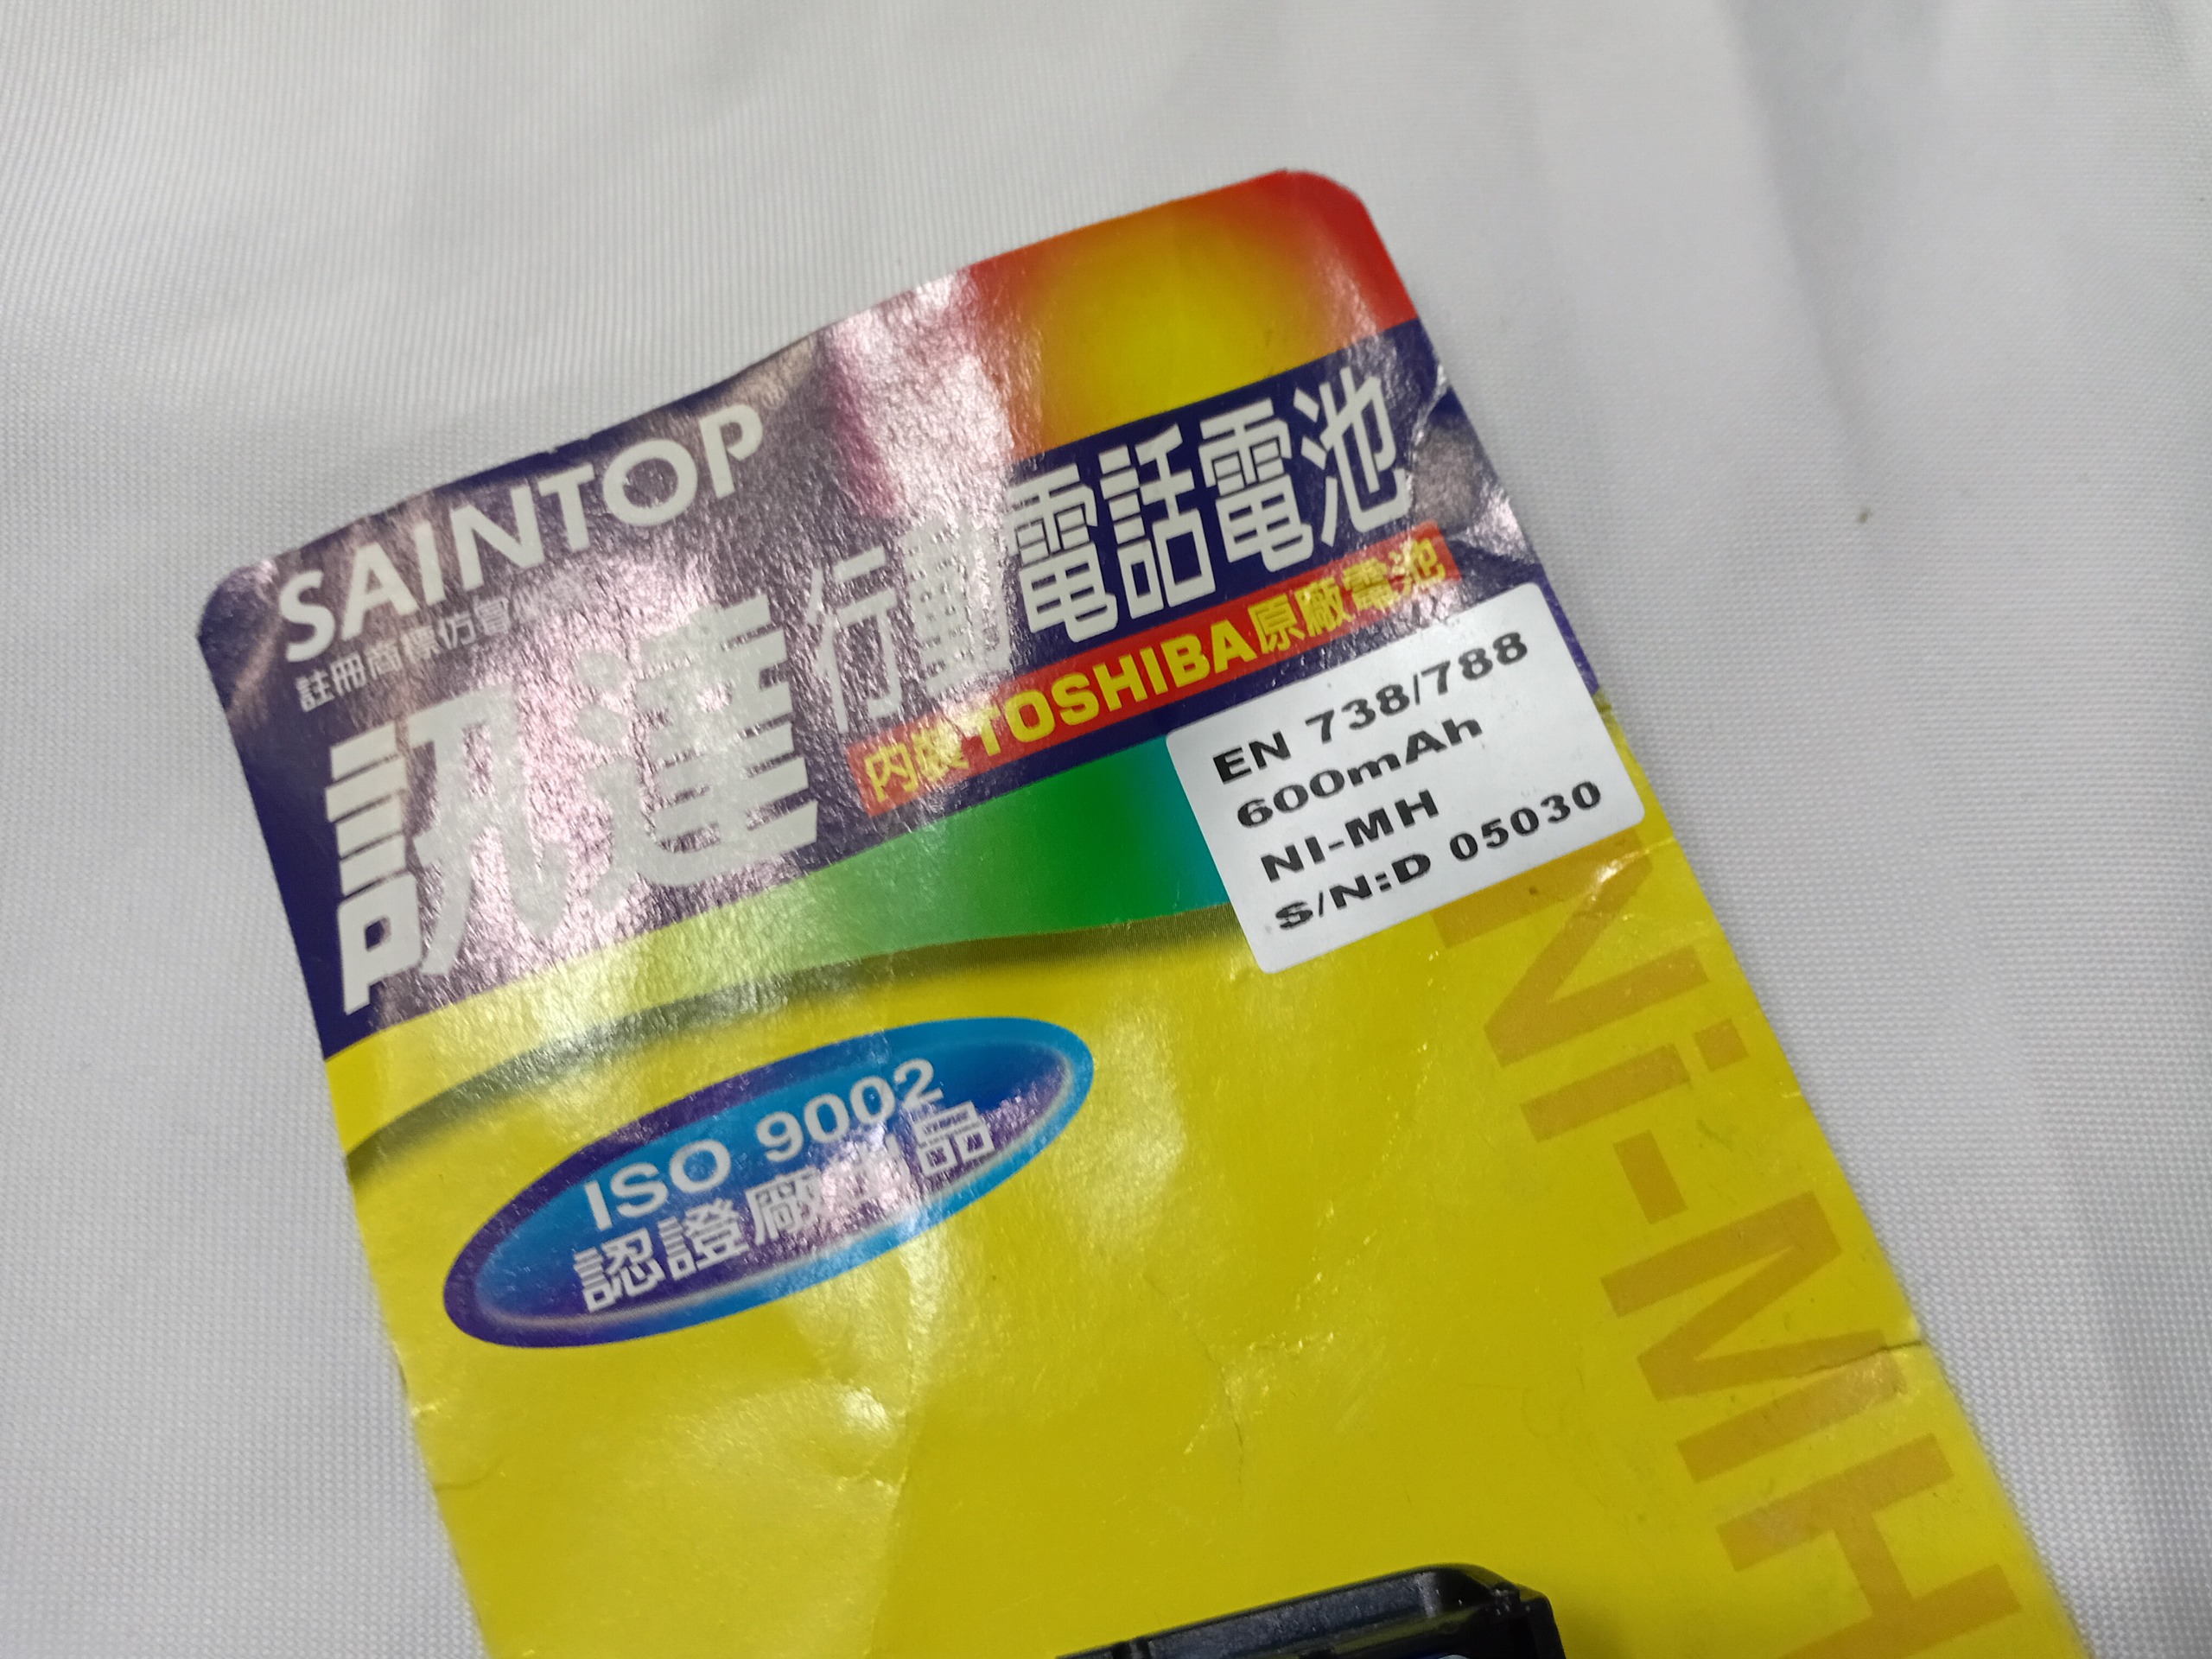 SAINTOP
註冊商標仿冒必究
訊達
行動電話電池
內裝TOSHIBA原廠電池
EN 738/788
600mAh
NI-MH
S/N:D 05030
ISO 9002
認證廠出品
Ni-MH